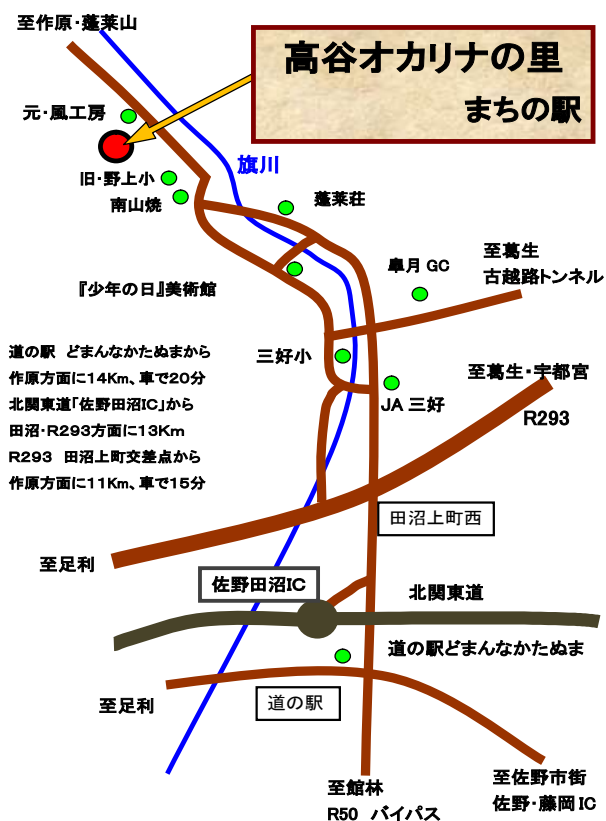 至作原・蓬莱山
高谷オカリナの里
まちの駅
元・風工房
旗川
旧・野上小
南山焼
蓬莱荘
皐月 GC
至葛生
古越路トンネル
『少年の日』美術館
道の駅　どまんなかたぬまから
作原方面に14Km、車で20分
北関東道「佐野田沼IC」から
田沼・R293方面に13Km
R293　田沼上町交差点から
作原方面に11Km、車で15分
三好小
至葛生・宇都宮
JA 三好
R293
田沼上町西
至足利
佐野田沼IC
北関東道
道の駅どまんなかたぬま
至足利
道の駅
至館林
R50　バイパス
至佐野市街
佐野・藤岡IC